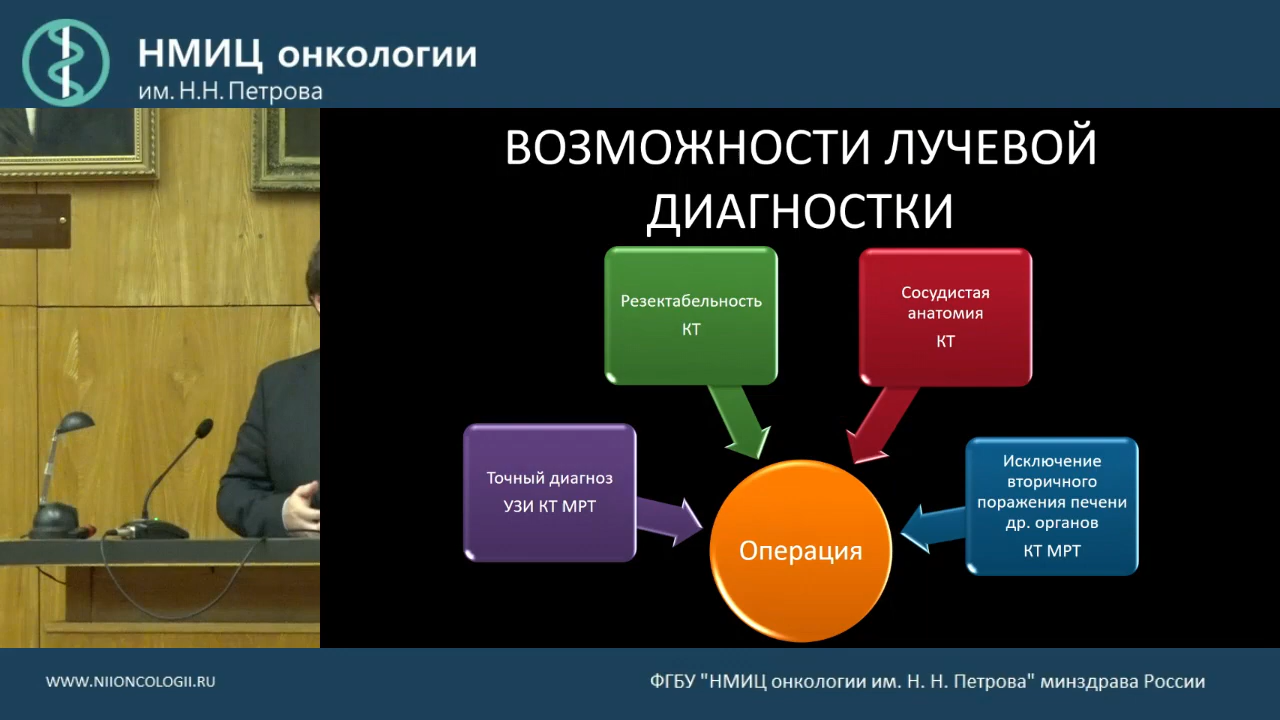 НМИЦ онкологии
им. Н.Н. Петрова
ВОЗМОЖНОСТИ ЛУЧЕВОЙ
ДИАГНОСТКИ
Резектабельность
КТ
Сосудистая
анатомия
КТ
Точный диагноз
УЗИ КТ МРТ
Исключение
вторичного
поражения печени
др. органов
КТ МРТ
Операция
WWW.NIIONCOLOGII.RU
ФГБУ "НМИЦ онкологии им. Н. Н. Петрова" минздрава России